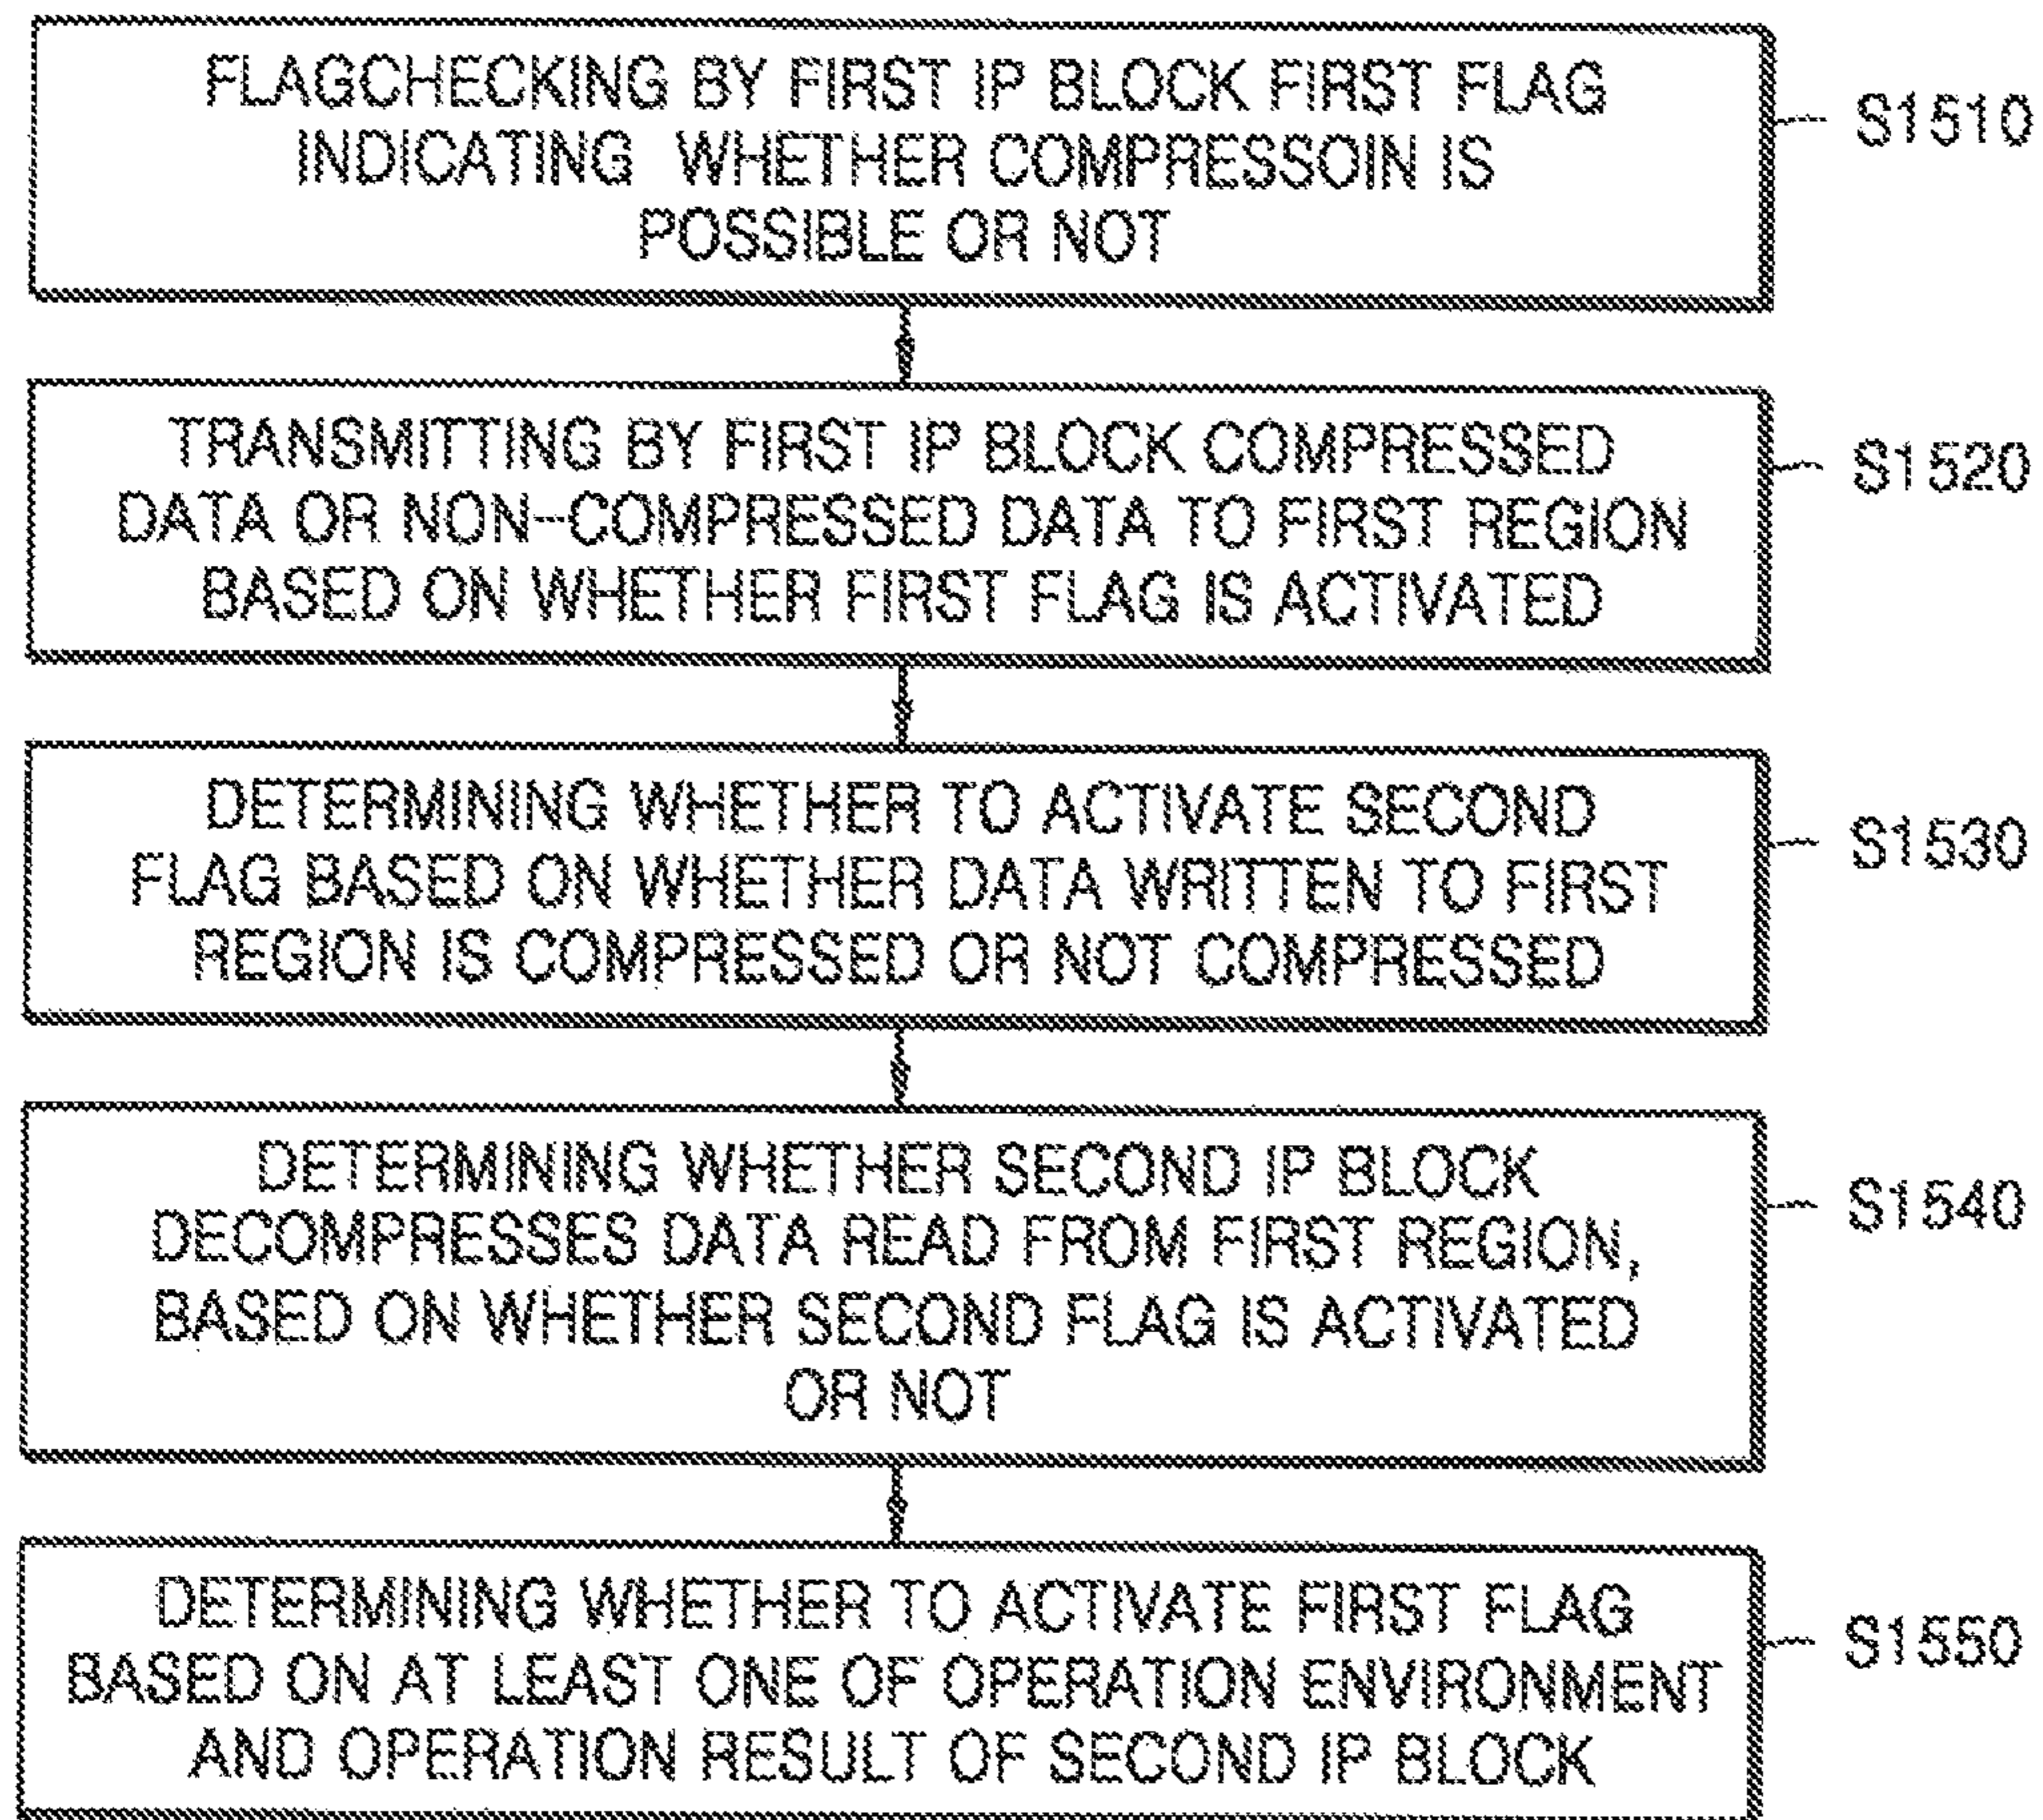 FLAGCHECKING BY FIRST IP BLOCK FIRST FLAG
INDICATING WHETHER COMPRESSOIN IS
POSSIBLE OR NOT
S1510
TRANSMITTING BY FIRST IP BLOCK COMPRESSED
DATA OR NON-COMPRESSED DATA TO FIRST REGION
BASED ON WHETHER FIRST FLAG IS ACTIVATED
S1520
DETERMINING WHETHER TO ACTIVATE SECOND
FLAG BASED ON WHETHER DATA WRITTEN TO FIRST
REGION IS COMPRESSED OR NOT COMPRESSED
S1530
DETERMINING WHETHER SECOND IP BLOCK
DECOMPRESSES DATA READ FROM FIRST REGION,
BASED ON WHETHER SECOND FLAG IS ACTIVATED
OR NOT
S1540
DETERMINING WHETHER TO ACTIVATE FIRST FLAG
BASED ON AT LEAST ONE OF OPERATION ENVIRONMENT
AND OPERATION RESULT OF SECOND IP BLOCK
S1550